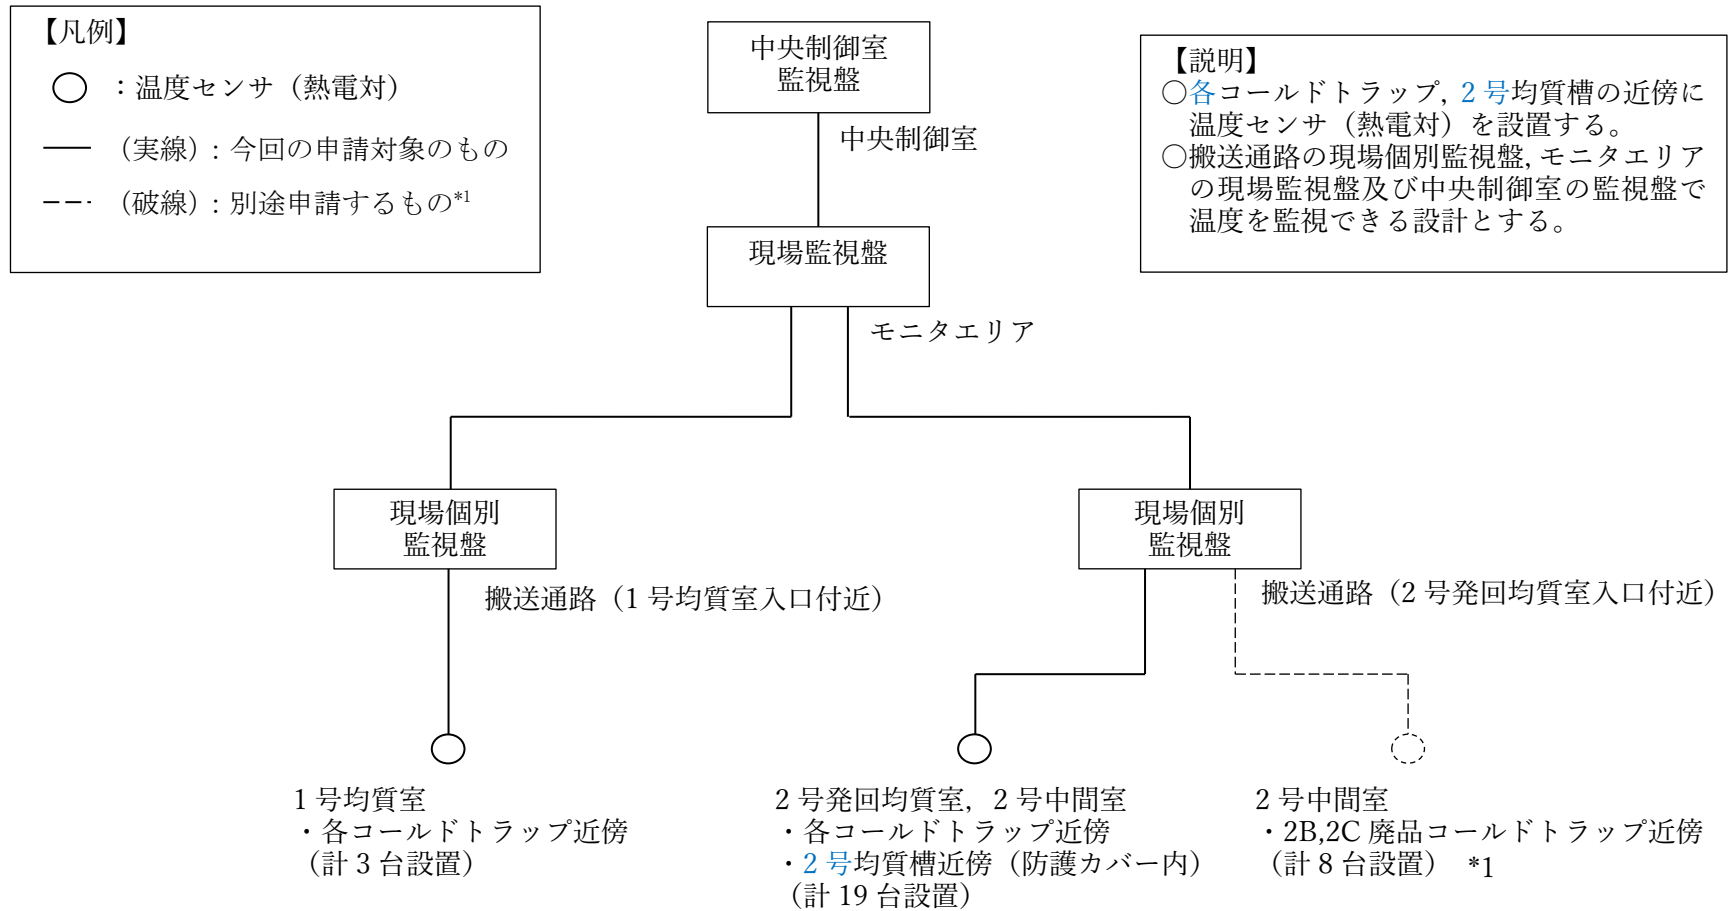 【凡例】
○：温度センサ（熱電対）
（実線）：今回の申請対象のもの
（破線）：別途申請するもの*1
中央制御室
監視盤
中央制御室
【説明】
○各コールドトラップ, 2 号均質槽の近傍に
温度センサ（熱電対）を設置する。
○搬送通路の現場個別監視盤, モニタエリア
の現場監視盤及び中央制御室の監視盤で
温度を監視できる設計とする。
現場監視盤
モニタエリア
現場個別
監視盤
搬送通路（1 号均質室入口付近）
現場個別
監視盤
搬送通路（2 号発回均質室入口付近）
1 号均質室
・各コールドトラップ近傍
（計 3 台設置）
2 号発回均質室，2 号中間室
・各コールドトラップ近傍
・2 号均質槽近傍（防護カバー内）
（計 19 台設置）
2 号中間室
・2B,2C 廃品コールドトラップ近傍
（計 8 台設置） *1